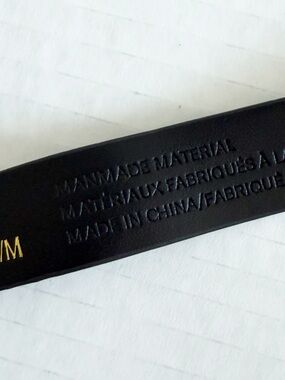 MANMADE MATERIAL
MATÉRIAUX FABRIQUÉS À LA
MADE IN CHINA/FABRIQUÉ
/M